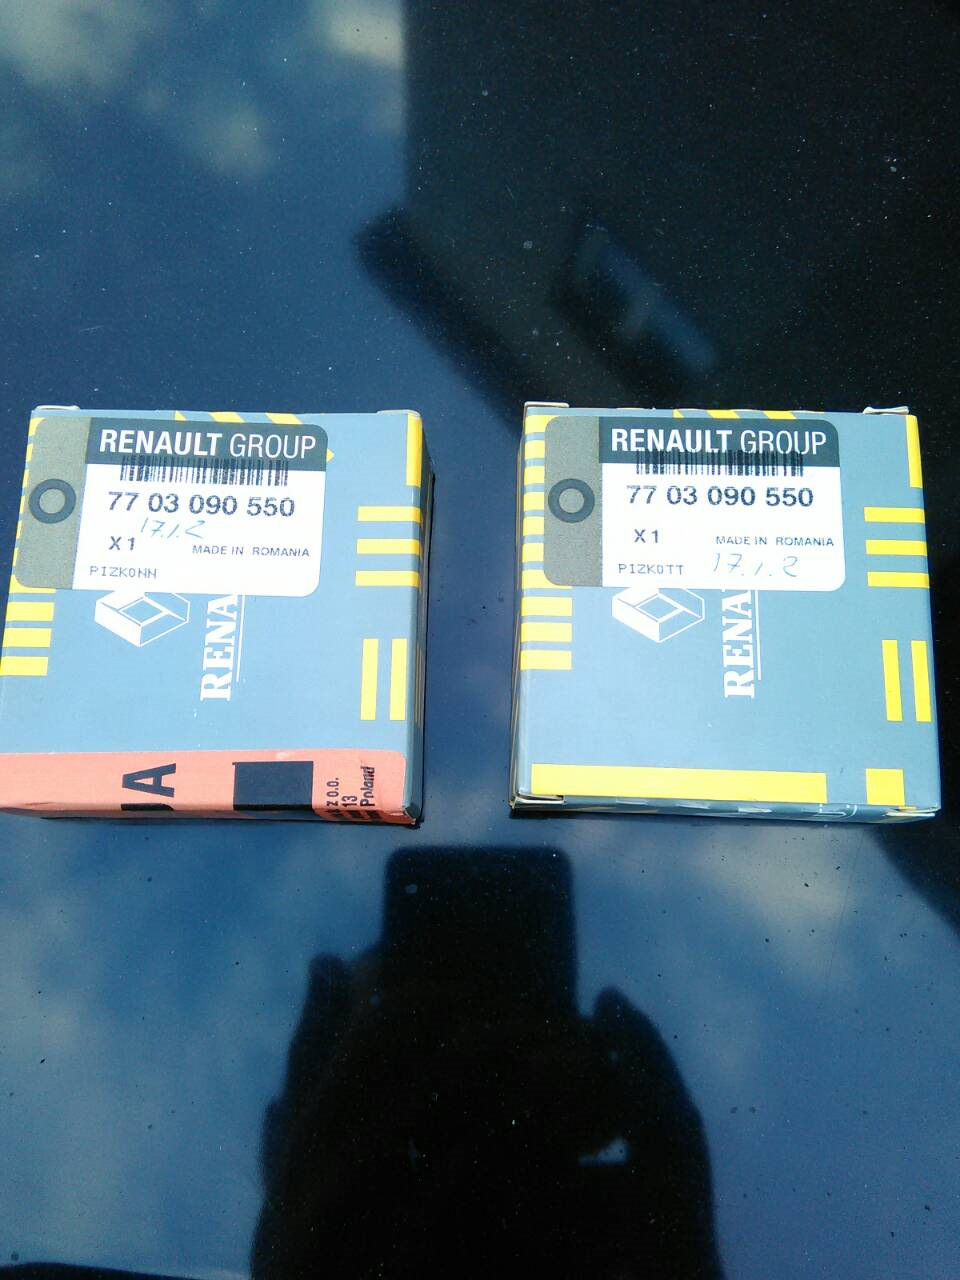 RENAULT GROUP
77 03 090 550
17.1.2
X1 MADE IN ROMANIA
PIZKONN
RENA
A
Z O.O.
13
Poland
RENAULT GROUP
77 03 090 550
X1 MADE IN ROMANIA
PIZKOTT 17.1.2
RENA